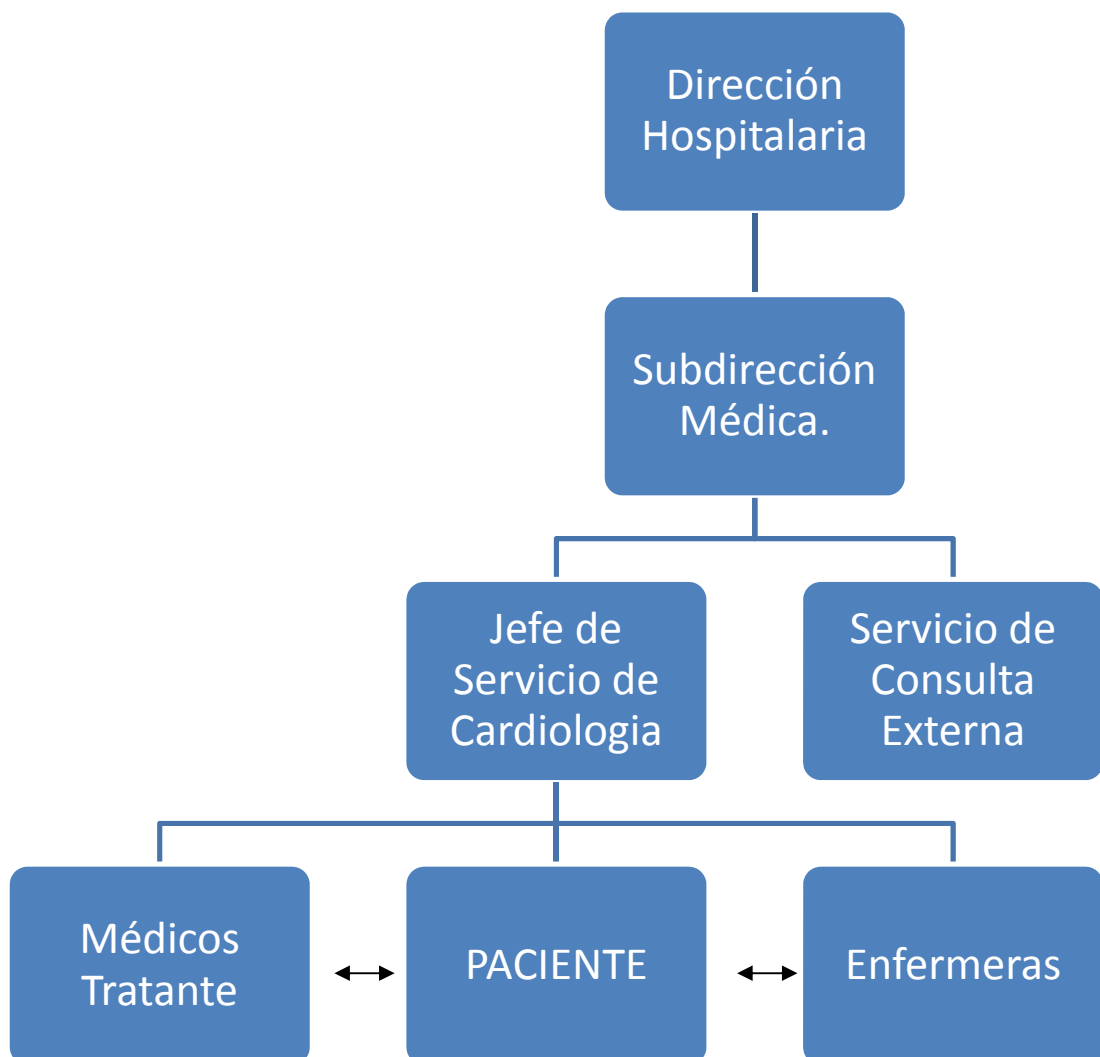 Dirección
Hospitalaria
Subdirección
Médica.
Jefe de
Servicio de
Cardiologia
Servicio de
Consulta
Externa
Médicos
Tratante
PACIENTE
Enfermeras